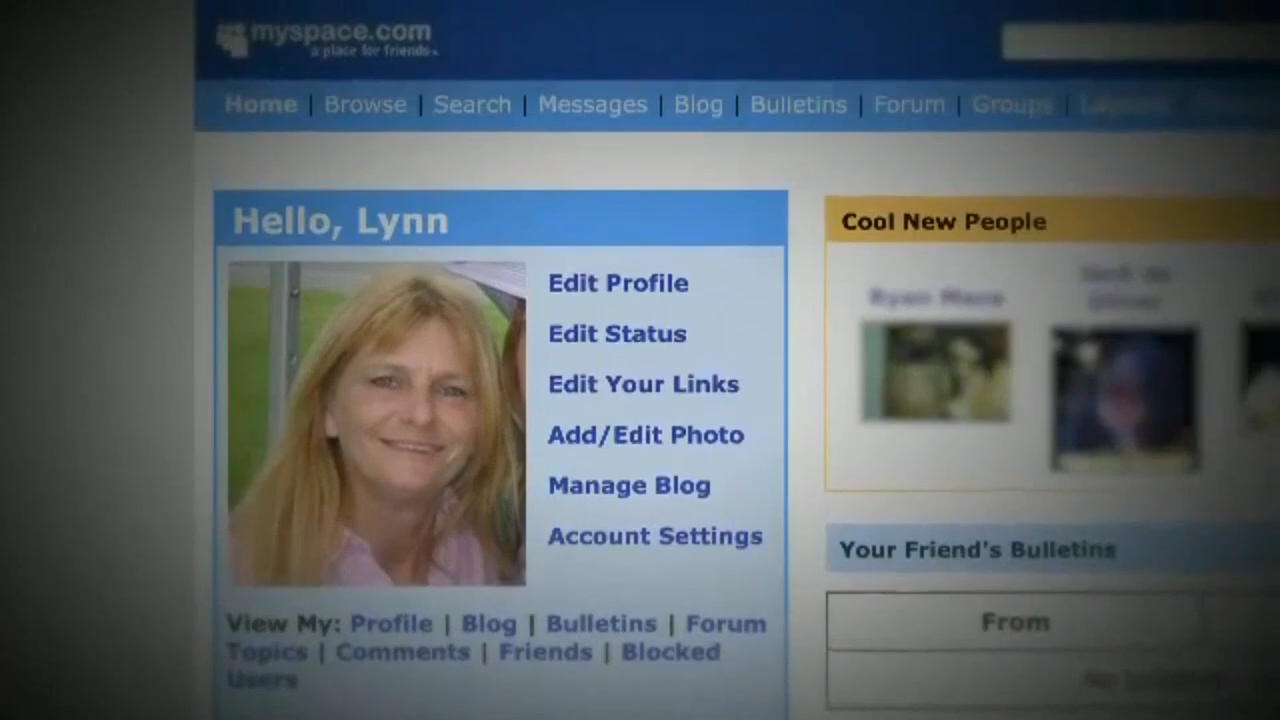 myspace.com
a place for friends
Home | Browse | Search | Messages | Blog | Bulletins | Forum | Groups |
Hello, Lynn
Edit Profile
Edit Status
Edit Your Links
Add/Edit Photo
Manage Blog
Account Settings
View My: Profile | Blog | Bulletins | Forum
Topics | Comments | Friends | Blocked
Users
Cool New People
Your Friend's Bulletins
From